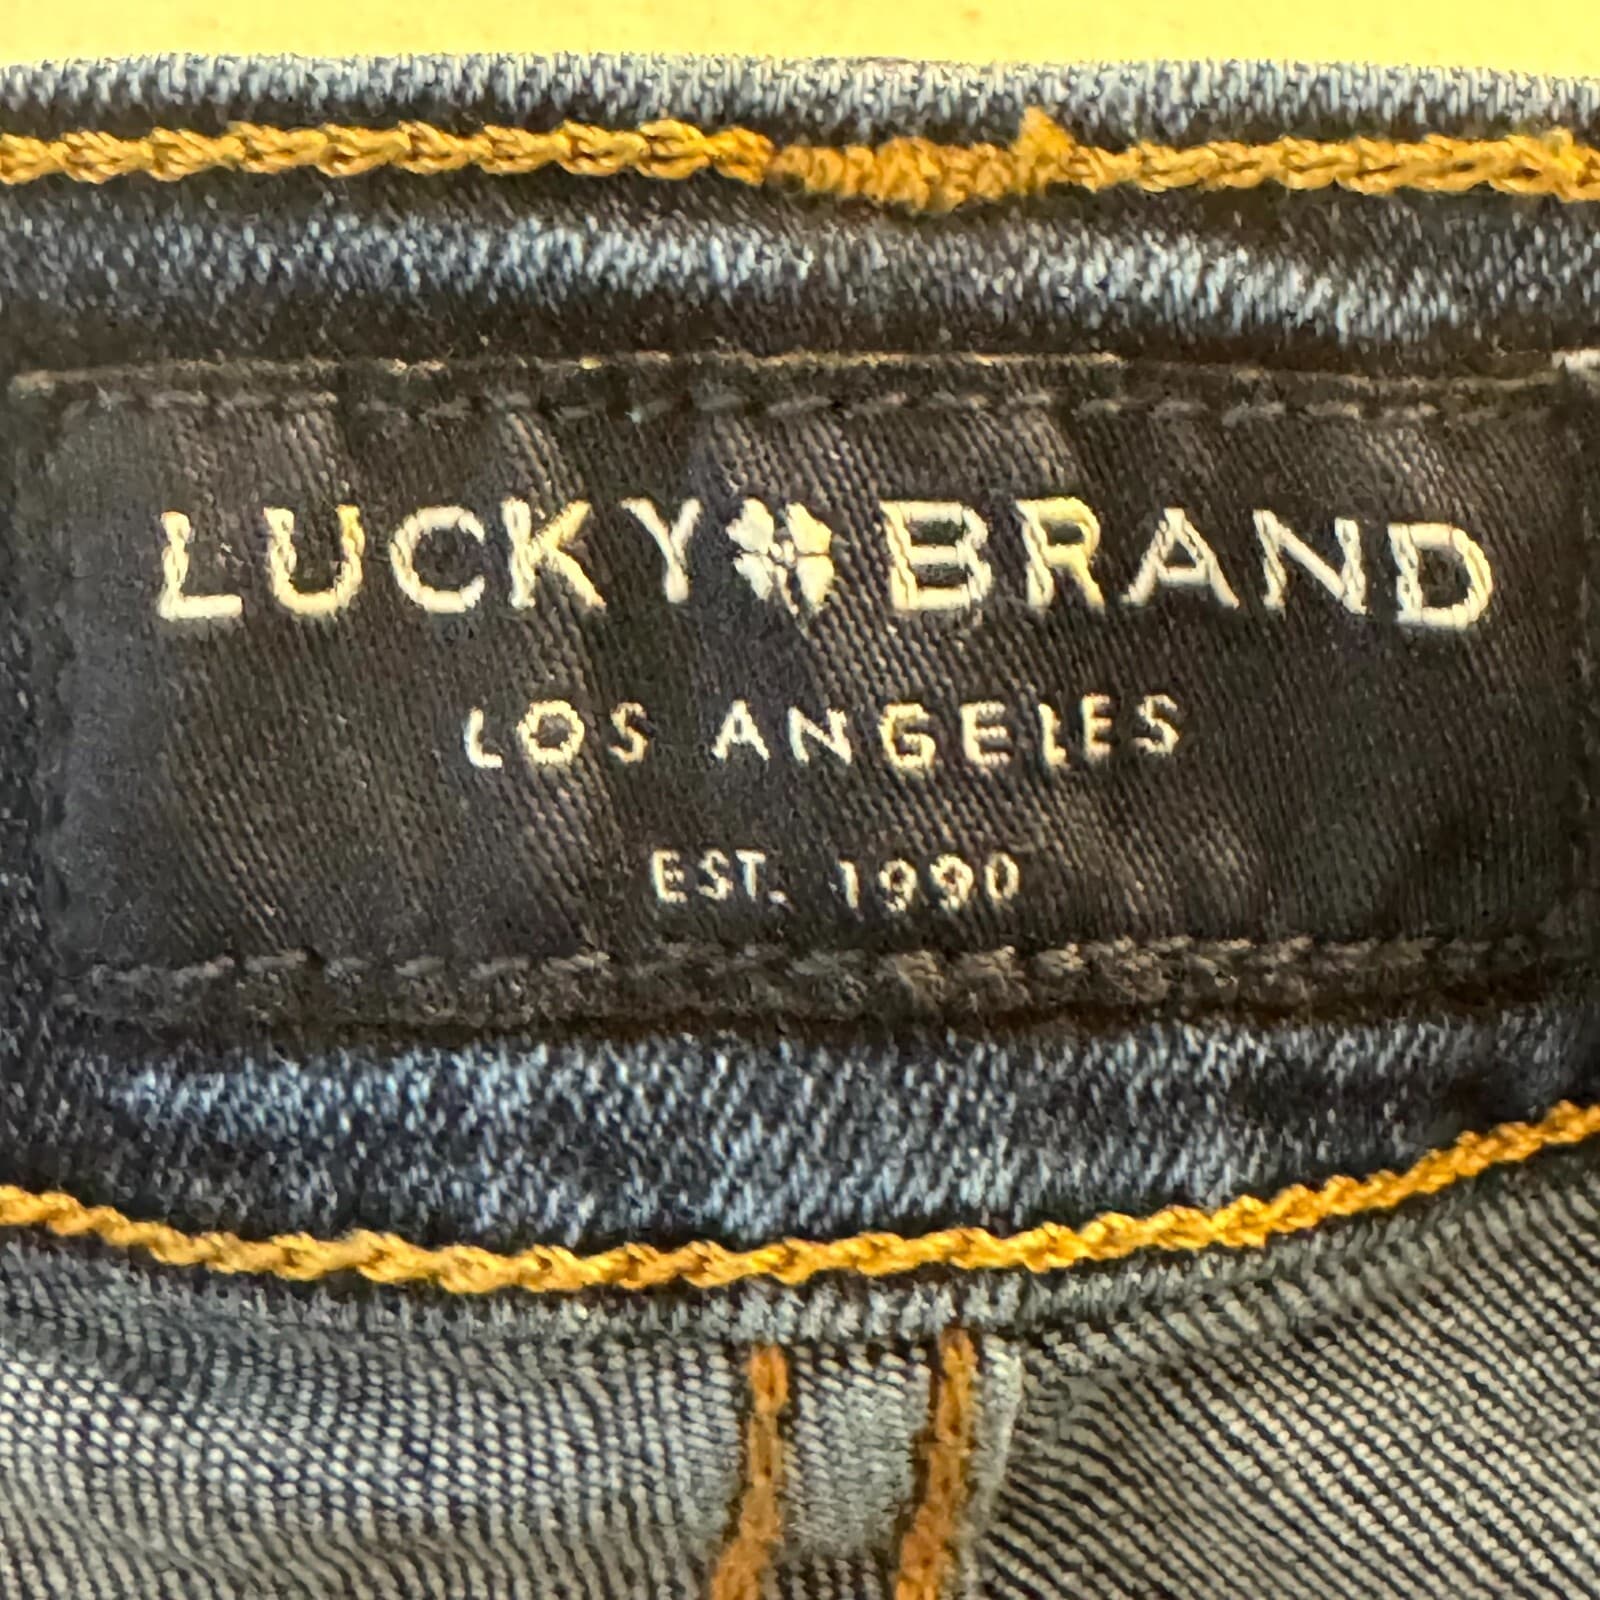 LUCKY BRAND
LOS ANGELES
EST. 1990